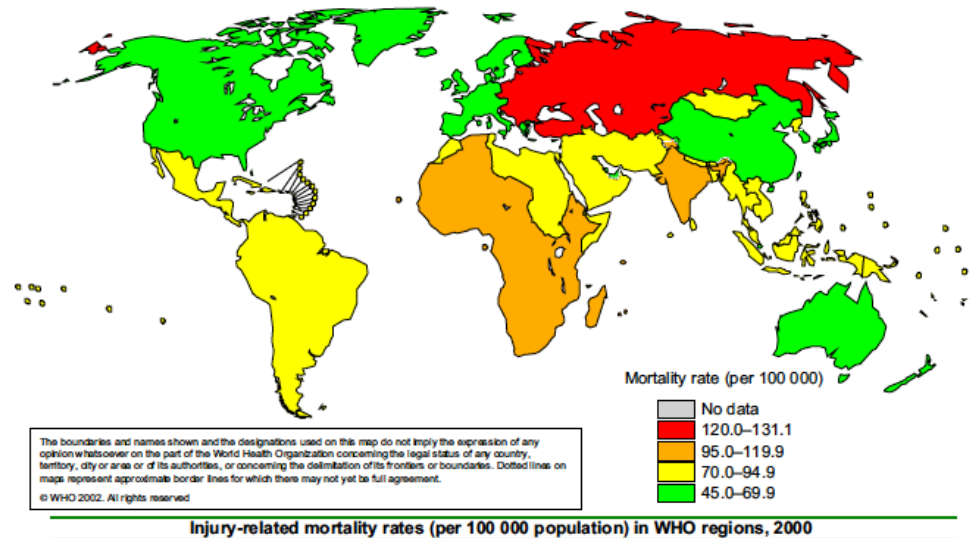 Mortality rate (per 100 000)
No data
120.0–131.1
95.0–119.9
70.0–94.9
45.0–69.9
The boundaries and names shown and the designations used on this map do not imply the expression of any
opinion whatsoever on the part of the World Health Organization concerning the legal status of any country,
territory, city or area or of its authorities, or concerning the delimitation of its frontiers or boundaries. Dotted lines on
maps represent approximate border lines for which there may not yet be full agreement.
© WHO 2002. All rights reserved
Injury-related mortality rates (per 100 000 population) in WHO regions, 2000